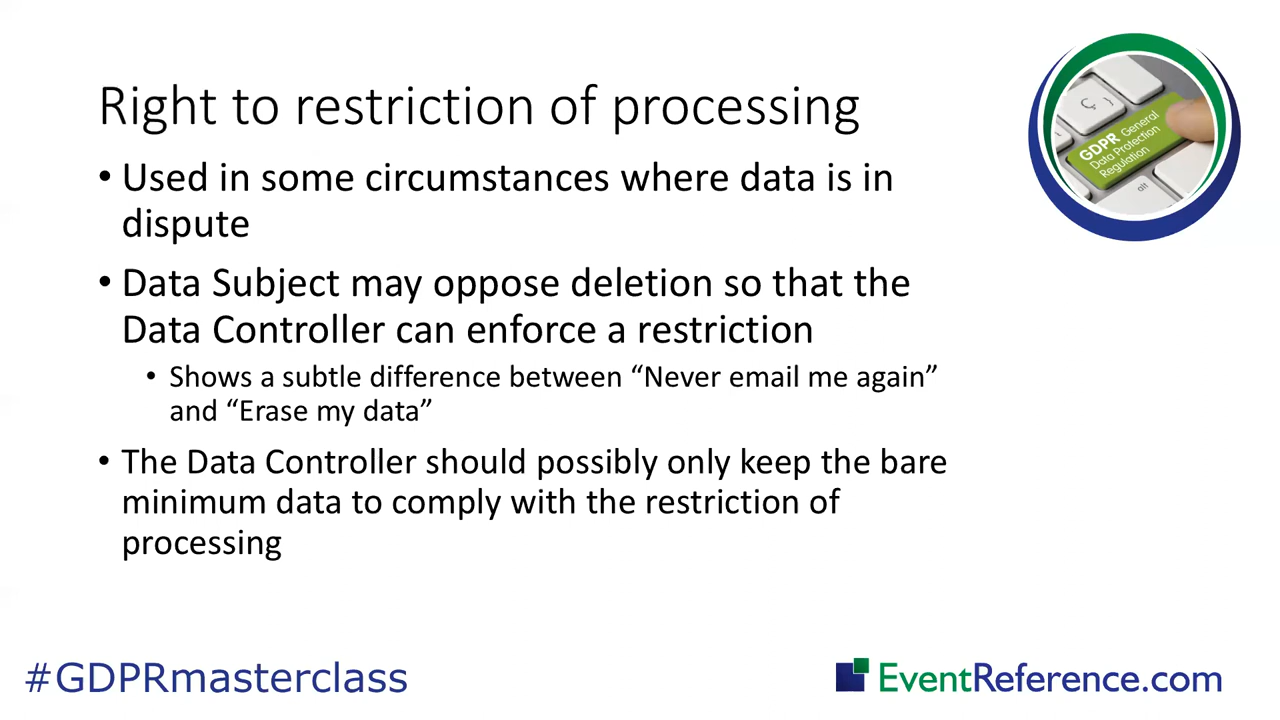 Right to restriction of processing
• Used in some circumstances where data is in
dispute
• Data Subject may oppose deletion so that the
Data Controller can enforce a restriction
• Shows a subtle difference between “Never email me again”
and “Erase my data”
• The Data Controller should possibly only keep the bare
minimum data to comply with the restriction of
processing
Ç
GDPR General
Data Protection
Regulation
alt
#GDPRmasterclass
EventReference.com